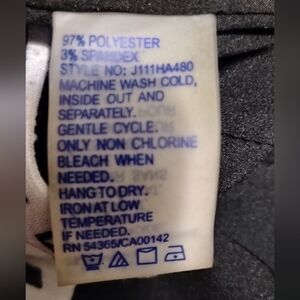 97% POLYESTER
3% SPANDEX
STYLE NO: J111HA480
MACHINE WASH COLD,
INSIDE OUT AND
SEPARATELY.
GENTLE CYCLE.
ONLY NON CHLORINE
BLEACH WHEN
NEEDED.
HANG TO DRY.
IRON AT LOW
TEMPERATURE
IF NEEDED.
RN 54365/CA00142